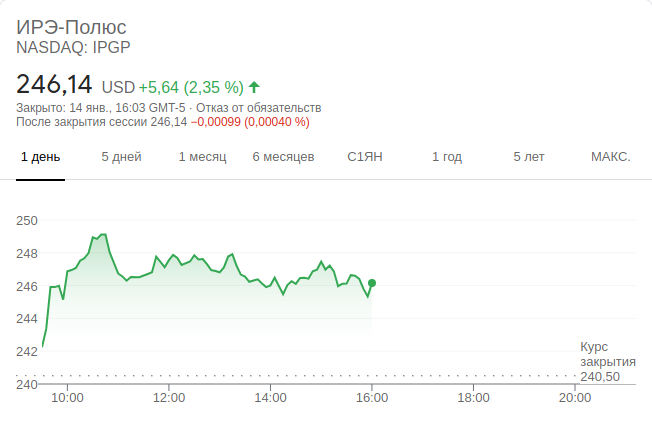 ИРЭ-Полюс
NASDAQ: IPGP
246,14 USD +5,64 (2,35 %)
Закрыто: 14 янв., 16:03 GMT-5 · Отказ от обязательств
После закрытия сессии 246,14 −0,00099 (0,00040 %)
1 день 5 дней 1 месяц 6 месяцев С1ЯН 1 год 5 лет МАКС.
250
248
246
244
242
Курс
закрытия
240,50
240
10:00 12:00 14:00 16:00 18:00 20:00